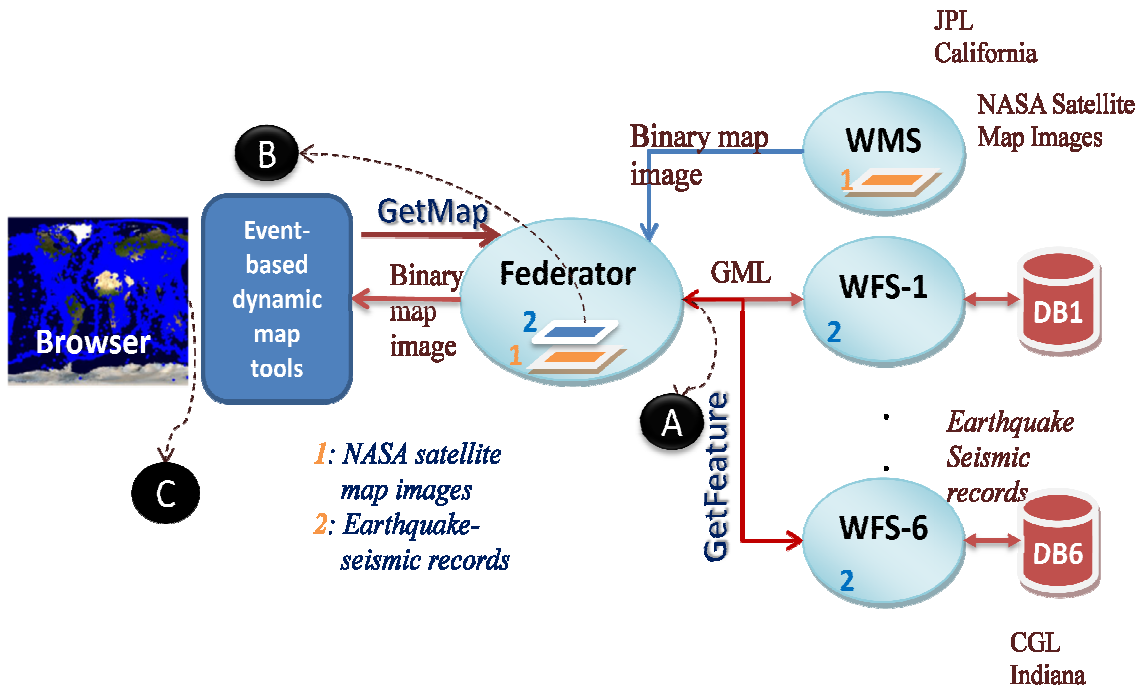 JPL
California
NASA Satellite
Map Images
WMS
1
Binary map
image
B
GetMap
Event-
based
dynamic
map
tools
Browser
Binary
map
image
Federator
2
1
GML
WFS-1
2
DB1
A
C
GetFeature
1: NASA satellite
map images
2: Earthquake-
seismic records
Earthquake
Seismic
records
WFS-6
2
DB6
CGL
Indiana